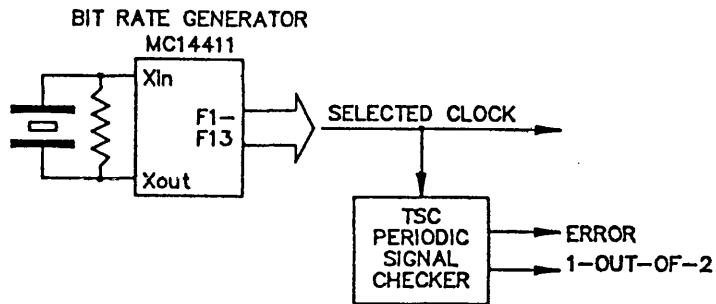 BIT RATE GENERATOR
MC14411
XIn
F1-
F13
Xout
SELECTED CLOCK
TSC
PERIODIC
SIGNAL
CHECKER
ERROR
1-OUT-OF-2